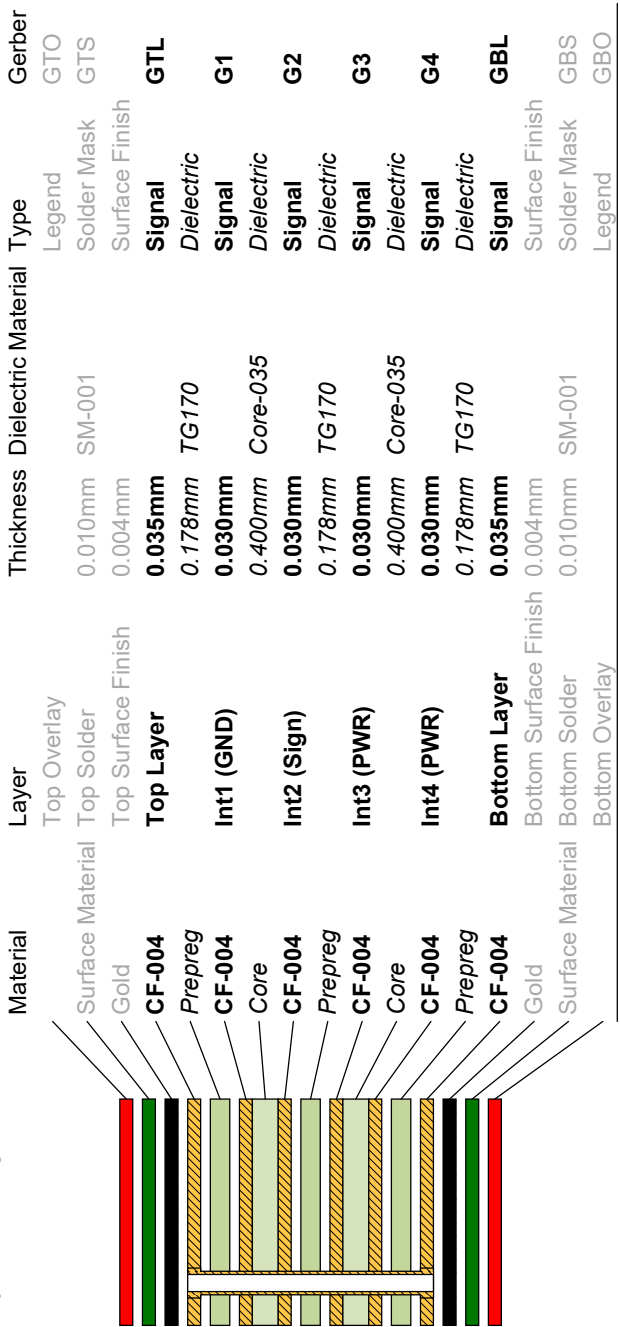 Material Layer Thickness Dielectric Material Type Gerber
Top Overlay Legend GTO
Surface Material Top Solder 0.010mm SM-001 Solder Mask GTS
Gold Top Surface Finish 0.004mm Surface Finish
CF-004 Top Layer 0.035mm Signal GTL
Prepreg 0.178mm TG170 Dielectric
CF-004 Int1 (GND) 0.030mm Signal G1
Core 0.400mm Core-035 Dielectric
CF-004 Int2 (Sign) 0.030mm Signal G2
Prepreg 0.178mm TG170 Dielectric
CF-004 Int3 (PWR) 0.030mm Signal G3
Core 0.400mm Core-035 Dielectric
CF-004 Int4 (PWR) 0.030mm Signal G4
Prepreg 0.178mm TG170 Dielectric
CF-004 Bottom Layer 0.035mm Signal GBL
Gold Bottom Surface Finish 0.004mm Surface Finish
Surface Material Bottom Solder 0.010mm SM-001 Solder Mask GBS
Bottom Overlay Legend GBO